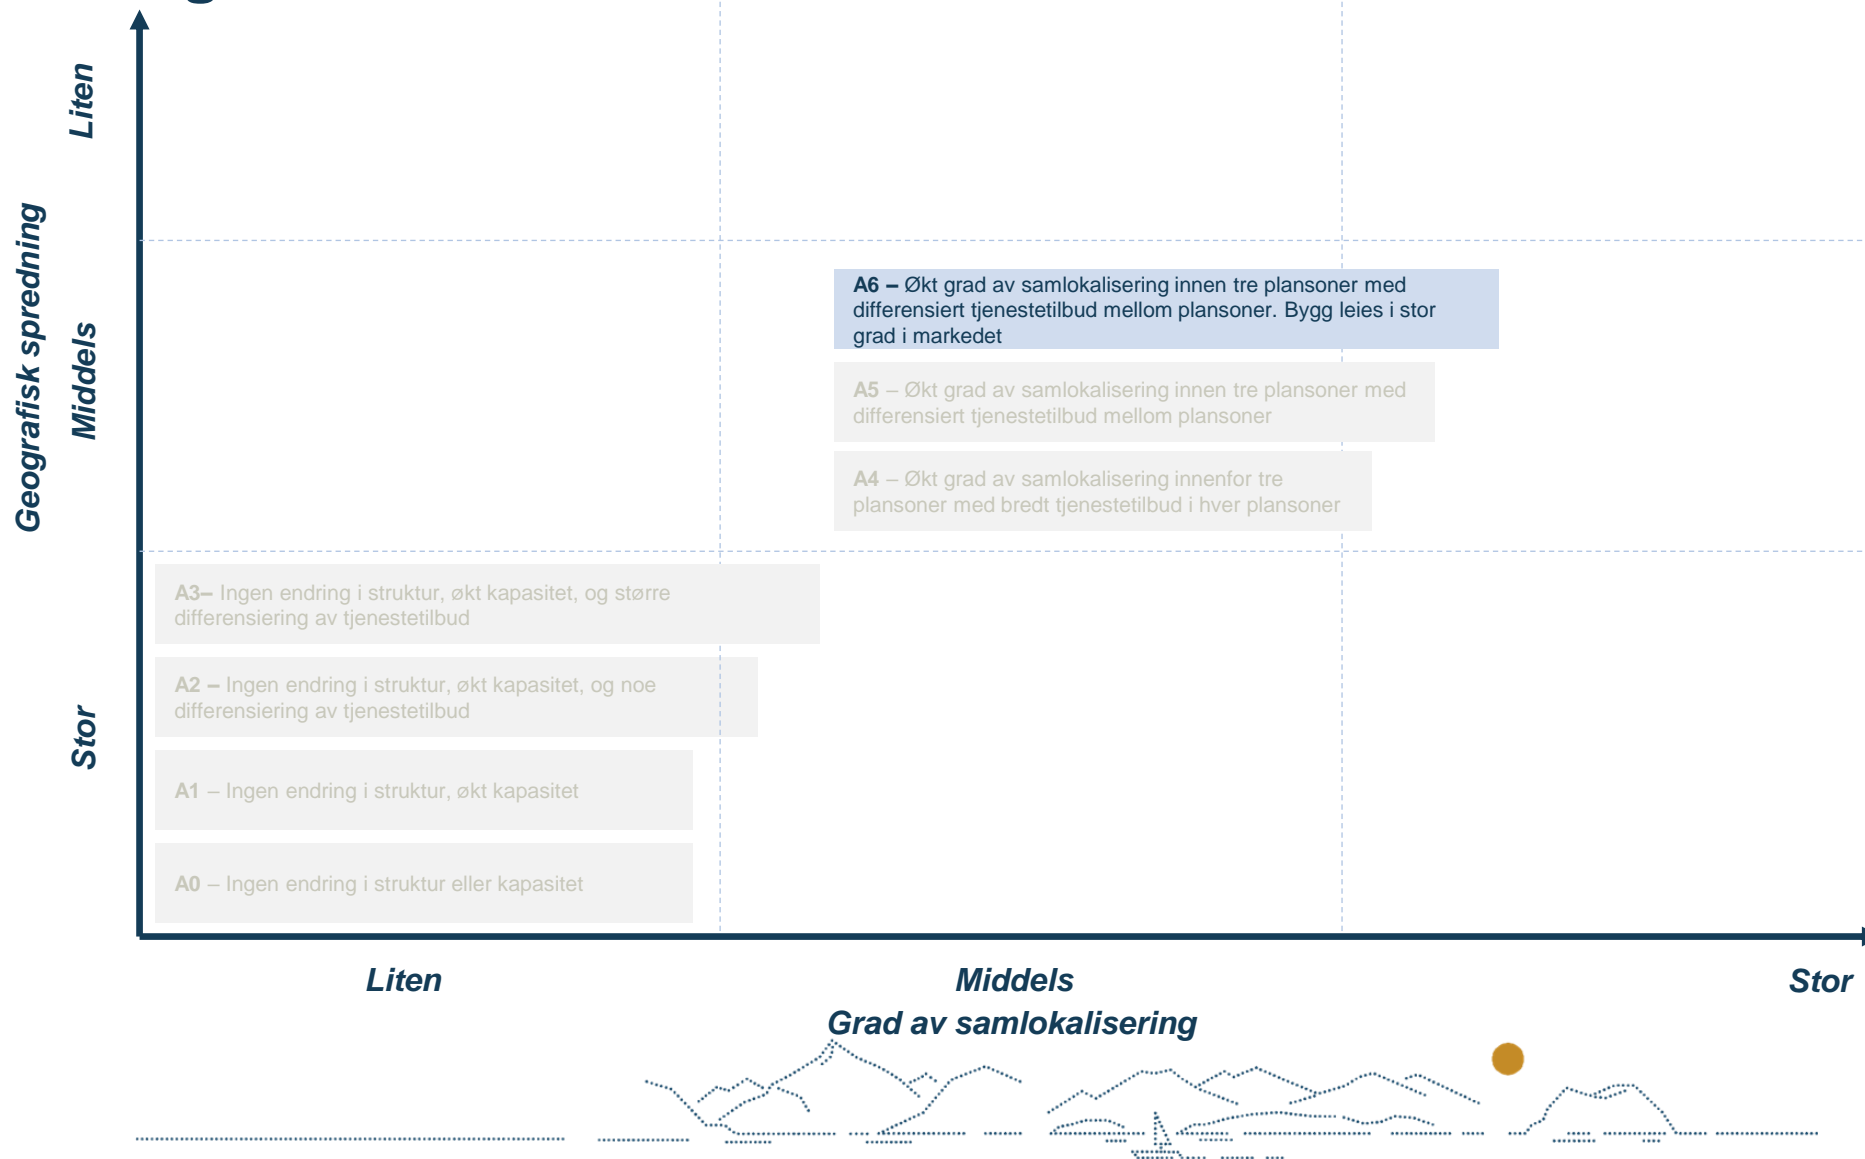 Liten
Middels
Stor
Geografisk spredning
A6 – Økt grad av samlokalisering innen tre plansoner med
differensiert tjenestetilbud mellom plansoner. Bygg leies i stor
grad i markedet
A5 – Økt grad av samlokalisering innen tre plansoner med
differensiert tjenestetilbud mellom plansoner
A4 – Økt grad av samlokalisering innenfor tre
plansoner med bredt tjenestetilbud i hver plansoner
A3– Ingen endring i struktur, økt kapasitet, og større
differensiering av tjenestetilbud
A2 – Ingen endring i struktur, økt kapasitet, og noe
differensiering av tjenestetilbud
A1 – Ingen endring i struktur, økt kapasitet
A0 – Ingen endring i struktur eller kapasitet
Liten
Middels
Stor
Grad av samlokalisering